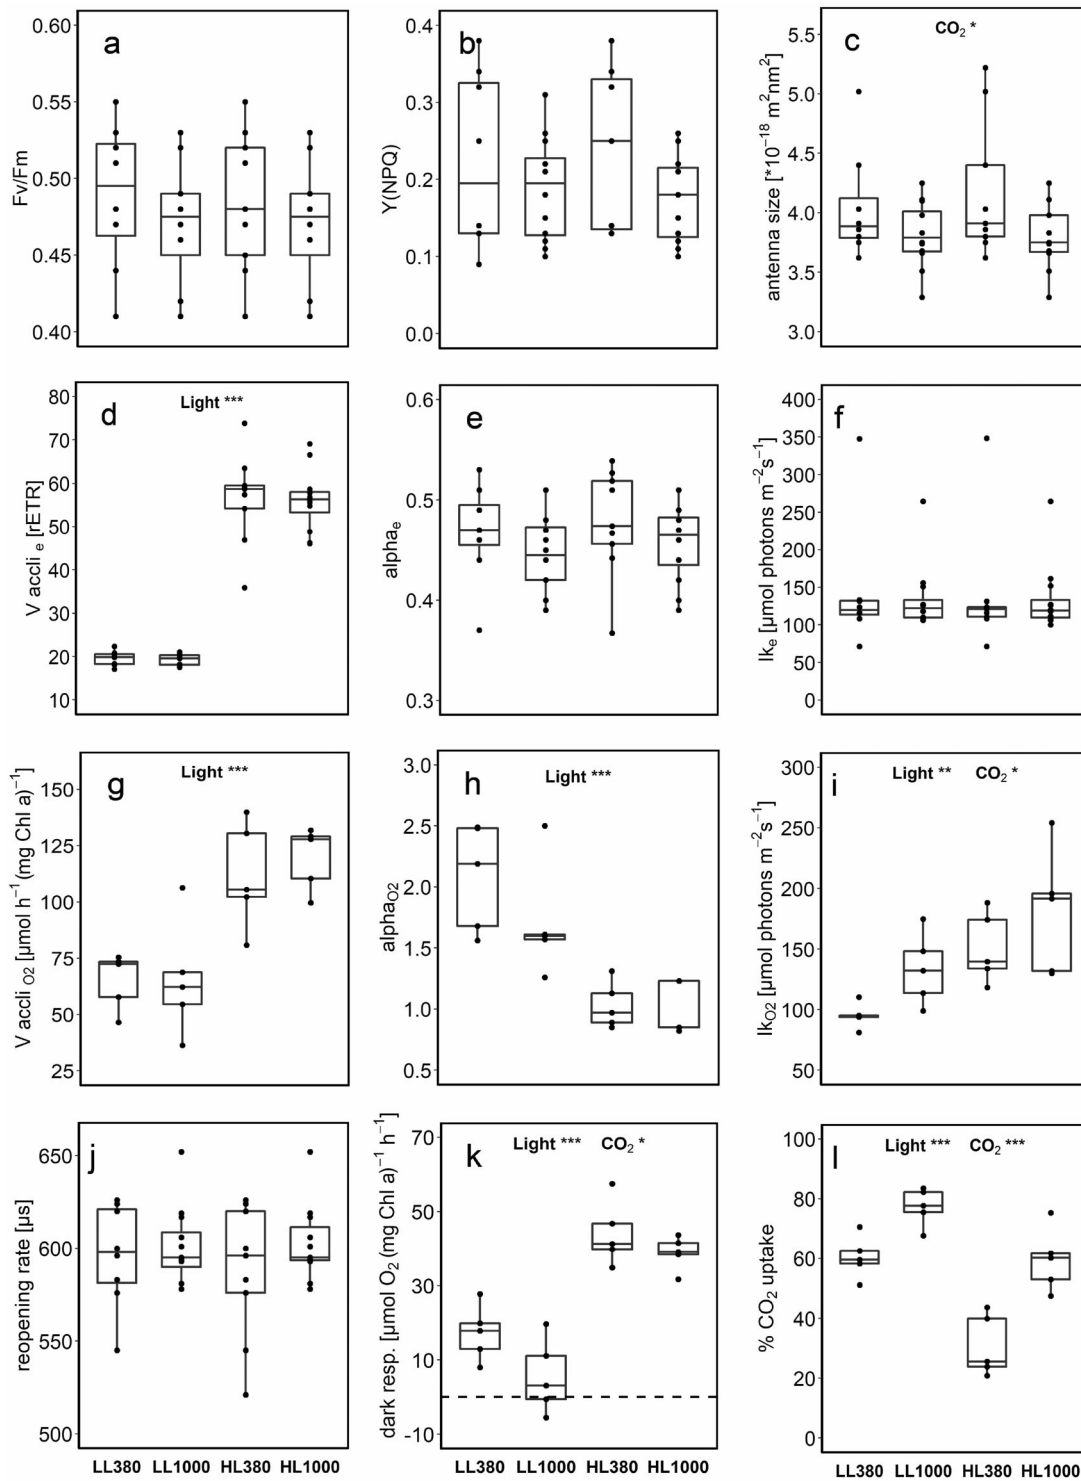 a
Fv/Fm
0.60
0.55
0.50
0.45
0.40
b
Y(NPQ)
0.4
0.3
0.2
0.1
0.0
c
CO₂ *
antenna size [*10⁻¹⁸ m²nm²]
5.5
5.0
4.5
4.0
3.5
3.0
d
Light ***
V accli e [rETR]
80
70
60
50
40
30
20
10
e
alphaₑ
0.6
0.5
0.4
0.3
f
Ikₑ [µmol photons m⁻²s⁻¹]
400
350
300
250
200
150
100
50
0
g
Light ***
V accli O2 [µmol h⁻¹(mg Chl a)⁻¹]
150
125
100
75
50
25
h
Light ***
alphaO2
3.0
2.5
2.0
1.5
1.0
0.5
i
Light ** CO₂ *
IkO2 [µmol photons m⁻²s⁻¹]
300
250
200
150
100
50
j
reopening rate [µs]
650
600
550
500
LL380 LL1000 HL380 HL1000
k
Light *** CO₂ *
dark resp. [µmol O₂ (mg Chl a)⁻¹ h⁻¹]
70
50
30
10
-10
LL380 LL1000 HL380 HL1000
l
Light *** CO₂ ***
% CO₂ uptake
100
80
60
40
20
0
LL380 LL1000 HL380 HL1000